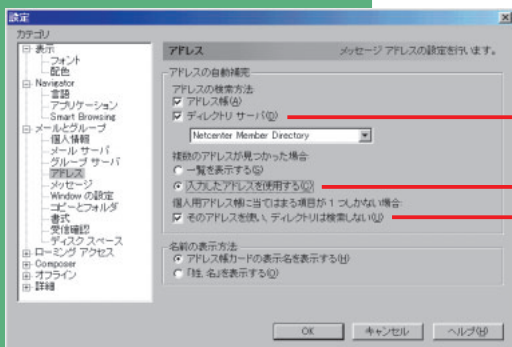 設定
カテゴリ
表示
フォント
配色
Navigator
言語
アプリケーション
Smart Browsing
メールとグループ
個人情報
メール サーバ
グループ サーバ
アドレス
メッセージ
Window の設定
コピーとフォルダ
書式
受信確認
ディスク スペース
ローミング アクセス
Composer
オフライン
詳細
アドレス
メッセージ アドレスの設定を行います。
アドレスの自動補完
アドレスの検索方法:
アドレス帳(A)
ディレクトリ サーバ(D)
Netcenter Member Directory
複数のアドレスが見つかった場合:
一覧を表示する(S)
入力したアドレスを使用する(C)
個人用アドレス帳に当てはまる項目が 1 つしかない場合:
そのアドレスを使い、ディレクトリは検索しない(U)
名前の表示方法
アドレス帳カードの表示名を表示する(H)
「姓、名」を表示する(O)
OK
キャンセル
ヘルプ(H)